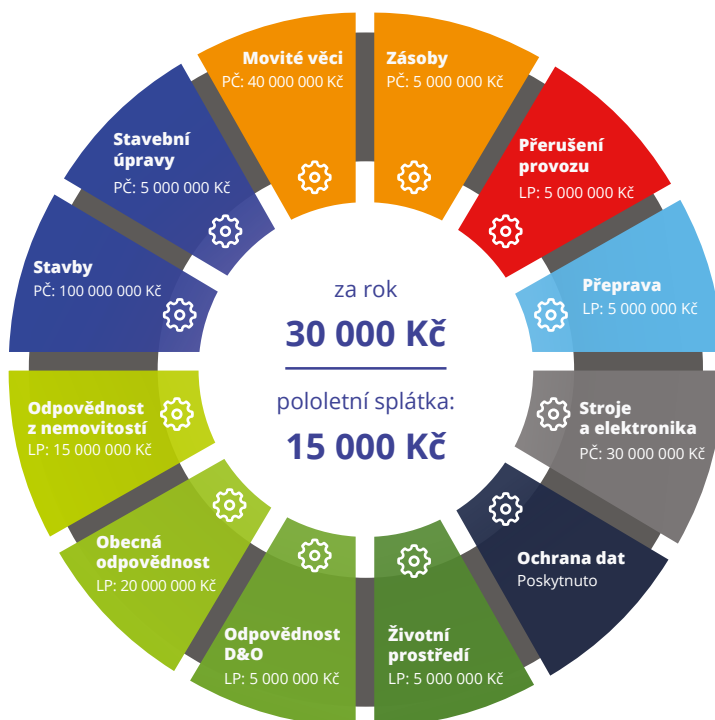 Movité věci
PČ: 40 000 000 Kč
Zásoby
PČ: 5 000 000 Kč
Přerušení
provozu
LP: 5 000 000 Kč
Přeprava
LP: 5 000 000 Kč
Stroje
a elektronika
PČ: 30 000 000 Kč
Ochrana dat
Poskytnuto
Životní
prostředí
LP: 5 000 000 Kč
Odpovědnost
D&O
LP: 5 000 000 Kč
Obecná
odpovědnost
LP: 20 000 000 Kč
Odpovědnost
z nemovitostí
LP: 15 000 000 Kč
Stavby
PČ: 100 000 000 Kč
Stavební
úpravy
PČ: 5 000 000 Kč
za rok
30 000 Kč
pololetní splátka:
15 000 Kč